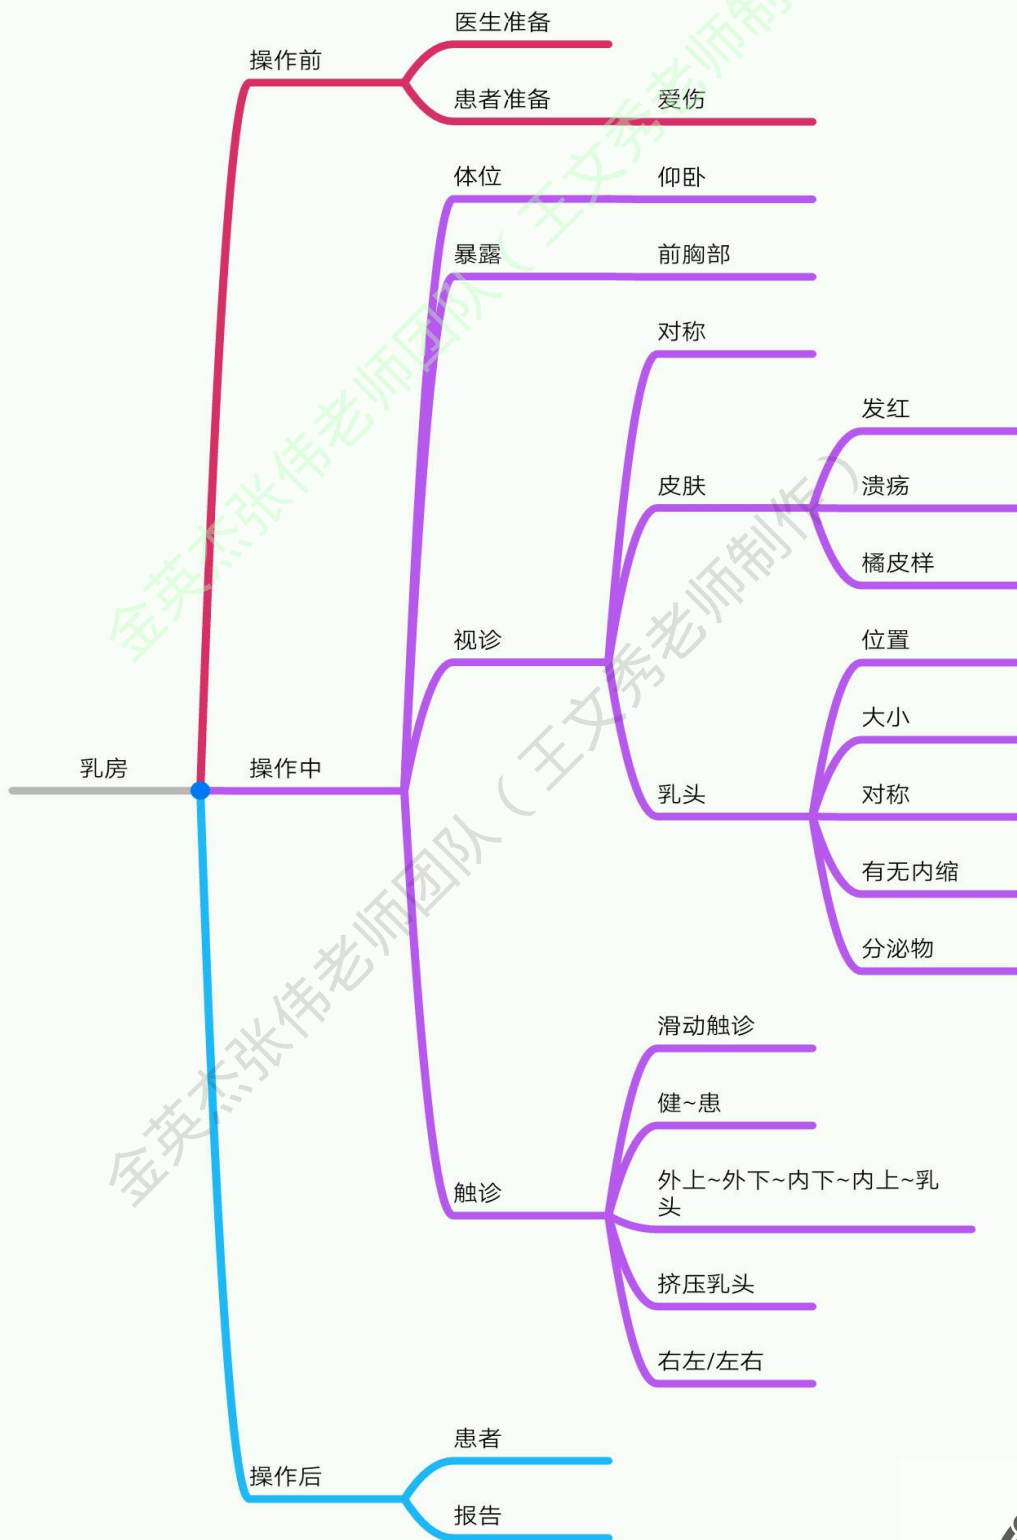 医生准备
操作前
患者准备
爱伤
体位
仰卧
暴露
前胸部
对称
发红
皮肤
溃疡
橘皮样
视诊
位置
大小
乳房
操作中
乳头
对称
有无内缩
分泌物
滑动触诊
健~患
外上~外下~内下~内上~乳
头
触诊
挤压乳头
右左/左右
患者
操作后
报告
金英杰张伟老师团队（王文秀老师制
金英杰张伟老师团队（王文秀老师制作）